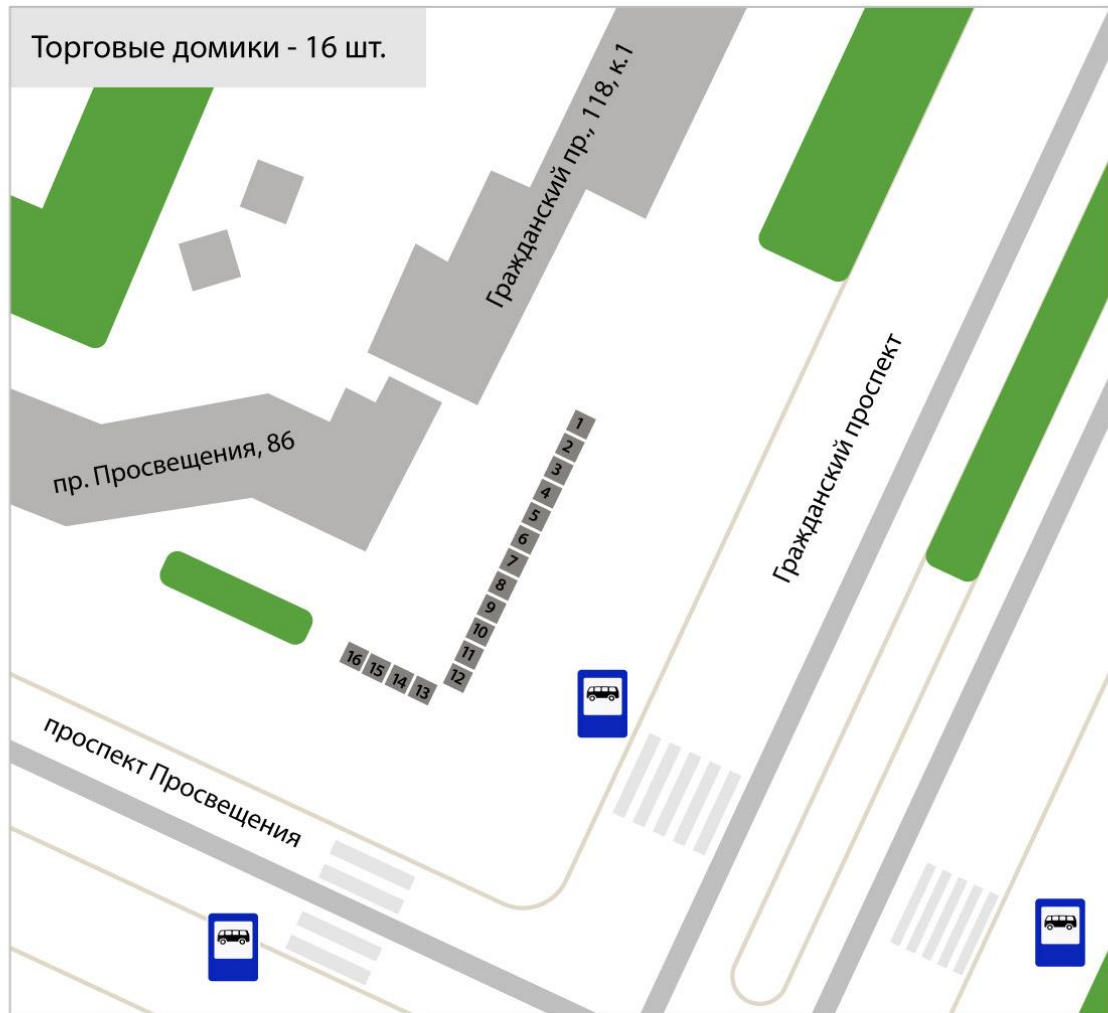 Торговые домики - 16 шт.
Гражданский пр., 118, к.1
Гражданский проспект
пр. Просвещения, 86
1
2
3
4
5
6
7
8
9
10
11
12
16 15 14 13
проспект Просвещения